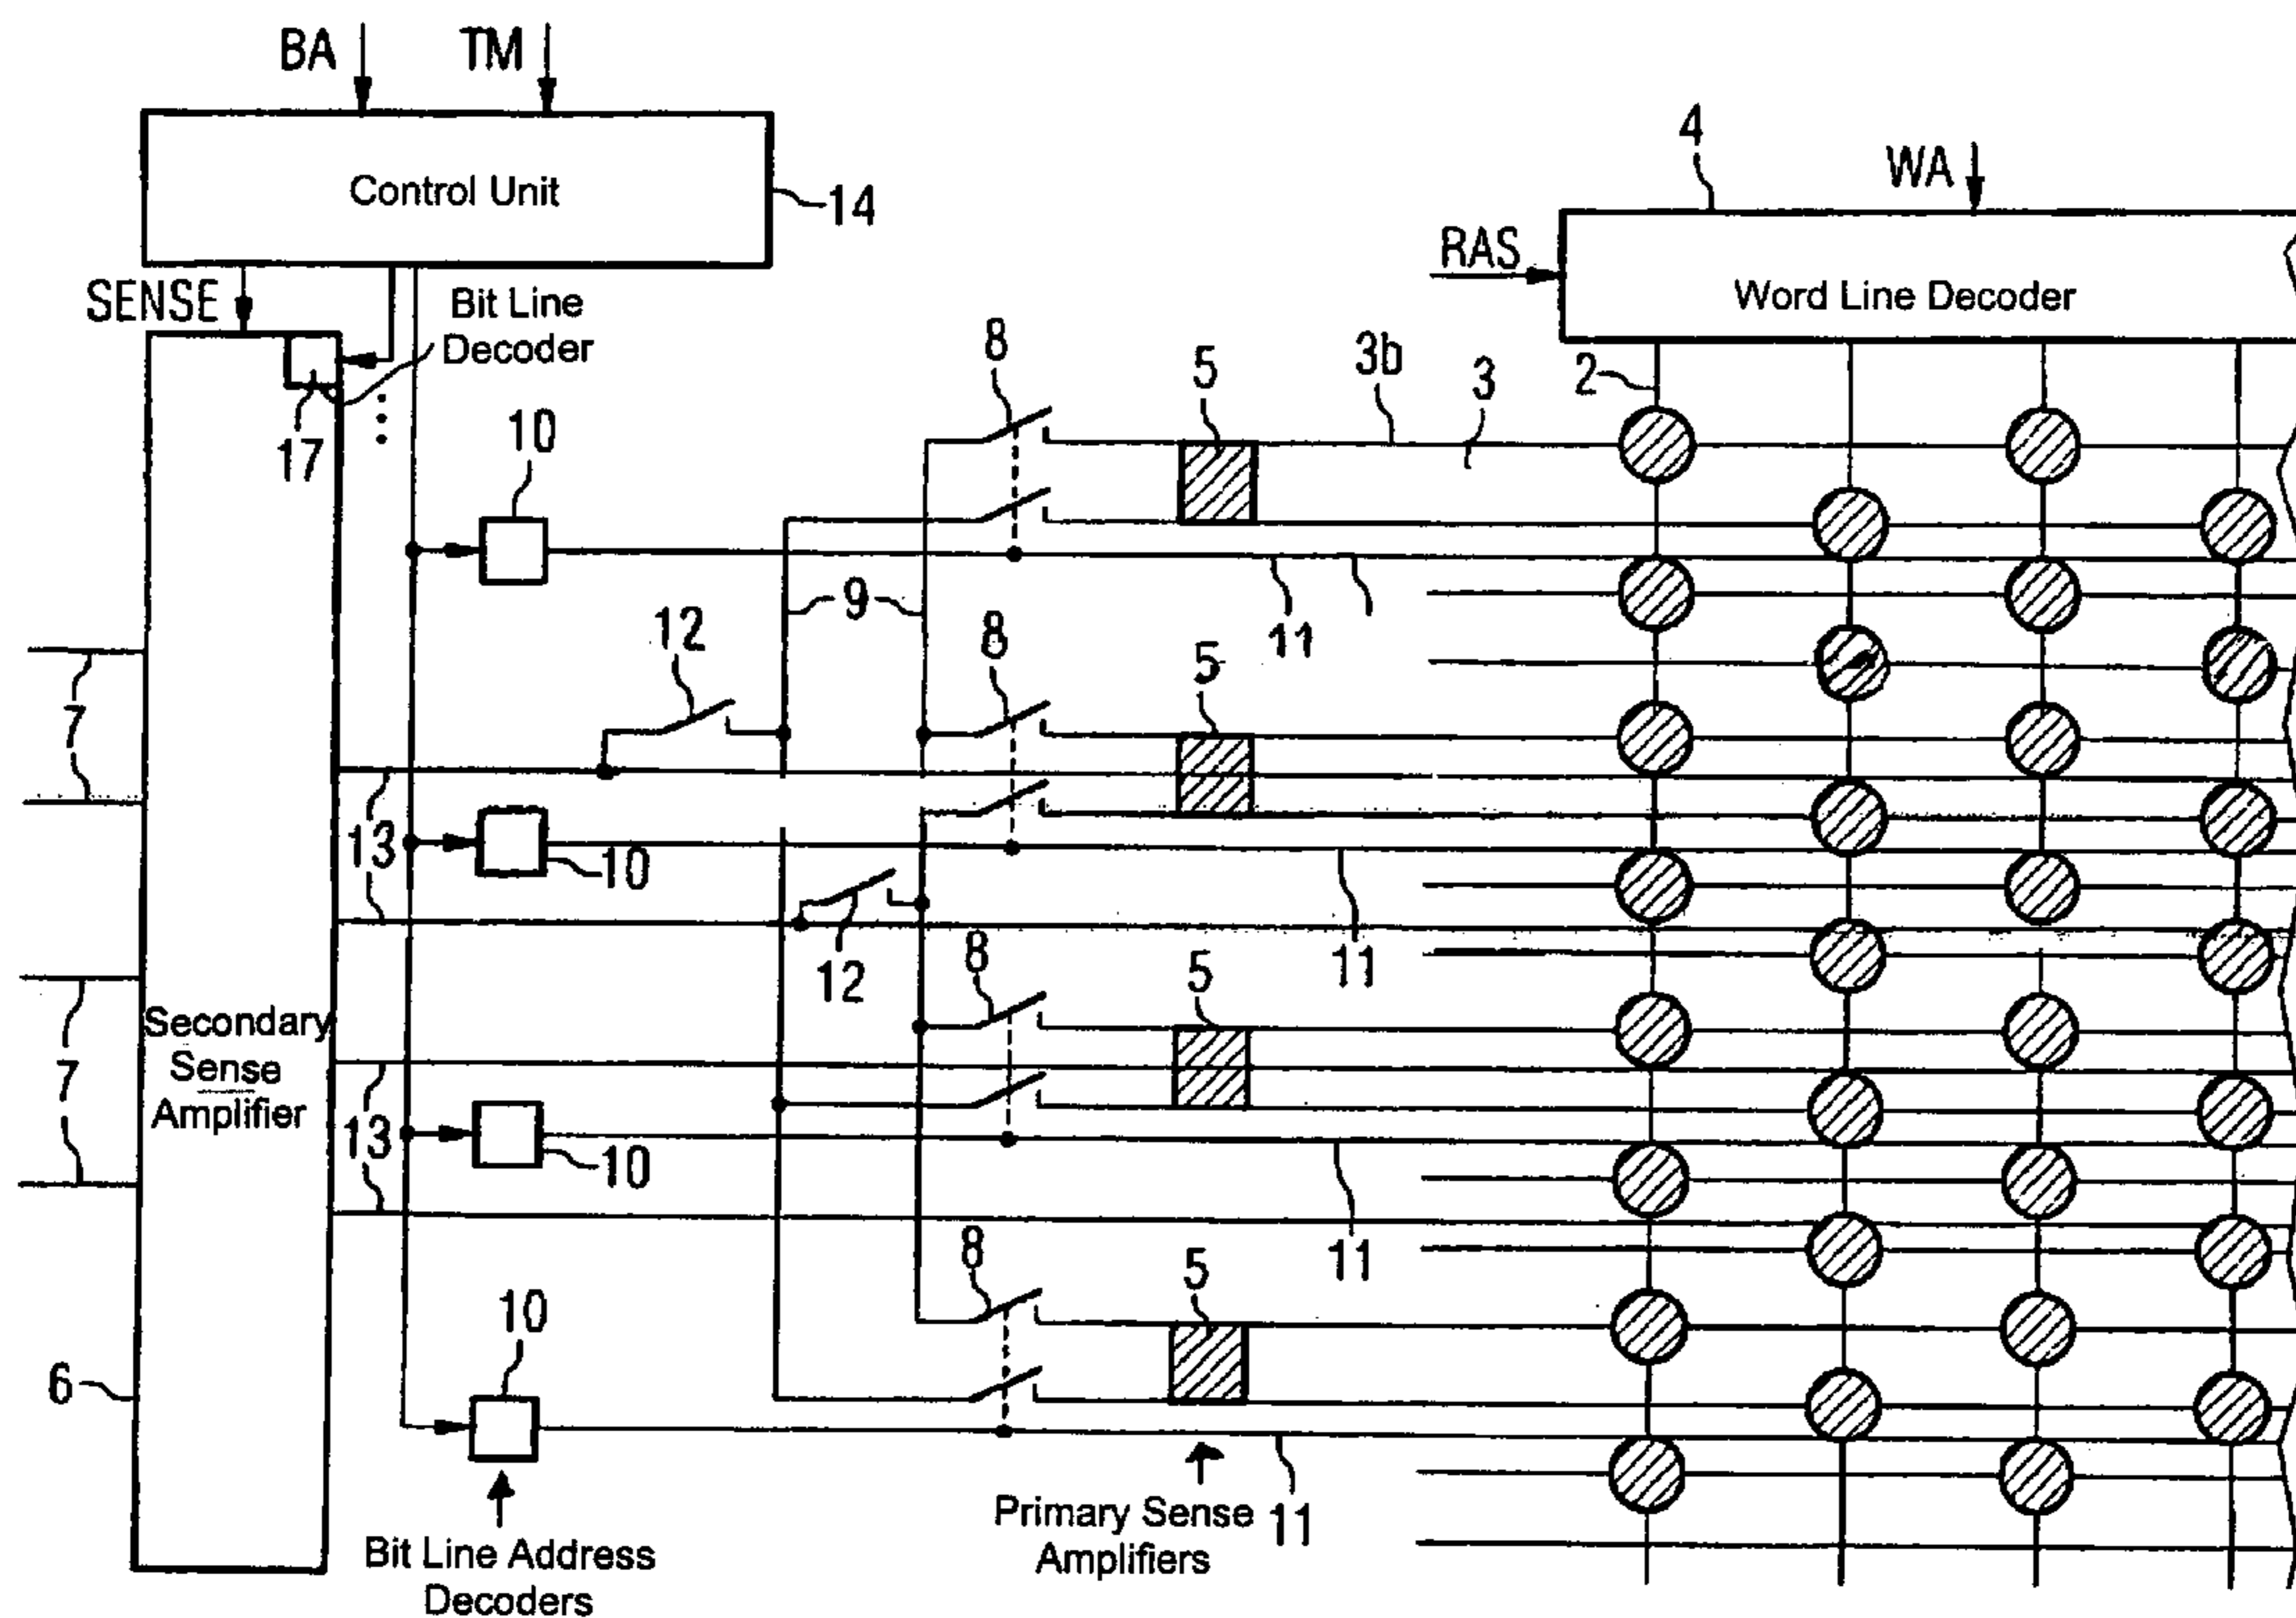 BA TM
4
WA
Control Unit
14
RAS
Word Line Decoder
SENSE
Bit Line
Decoder
8
5
3b
3
2
17
10
9
11
12
8
5
7
13
10
12
11
8
5
Secondary
Sense
Amplifier
7
13
10
11
8
5
10
6
Primary Sense
Amplifiers
11
Bit Line Address
Decoders